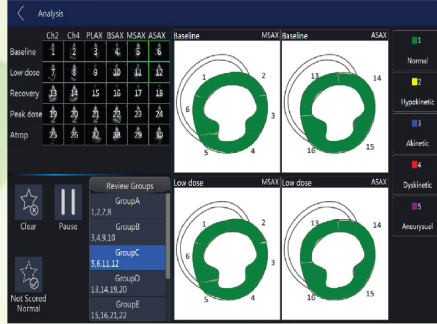 Analysis
Ch2 Ch4 PLAX BSAX MSAX ASAX
Baseline 1 2 3 4 5 6
Low dose 7 8 9 10 11 12
Recovery 13 14 15 16 17 18
Peak dose 19 20 21 22 23 24
Atrop 25 26 27 28 29 30
Clear
Pause
Not Scored
Normal
Review Groups
GroupA
1,2,7,8
GroupB
3,4,9,10
GroupC
5,6,11,12
GroupD
13,14,19,20
GroupE
15,16,21,22
Baseline MSAX
1 2
6 3
5 4
Baseline ASAX
13 14
16 15
Low dose MSAX
1 2
6 3
5 4
Low dose ASAX
13 14
16 15
1
Normal
2
Hypokinetic
3
Akinetic
4
Dyskinetic
5
Aneurysual